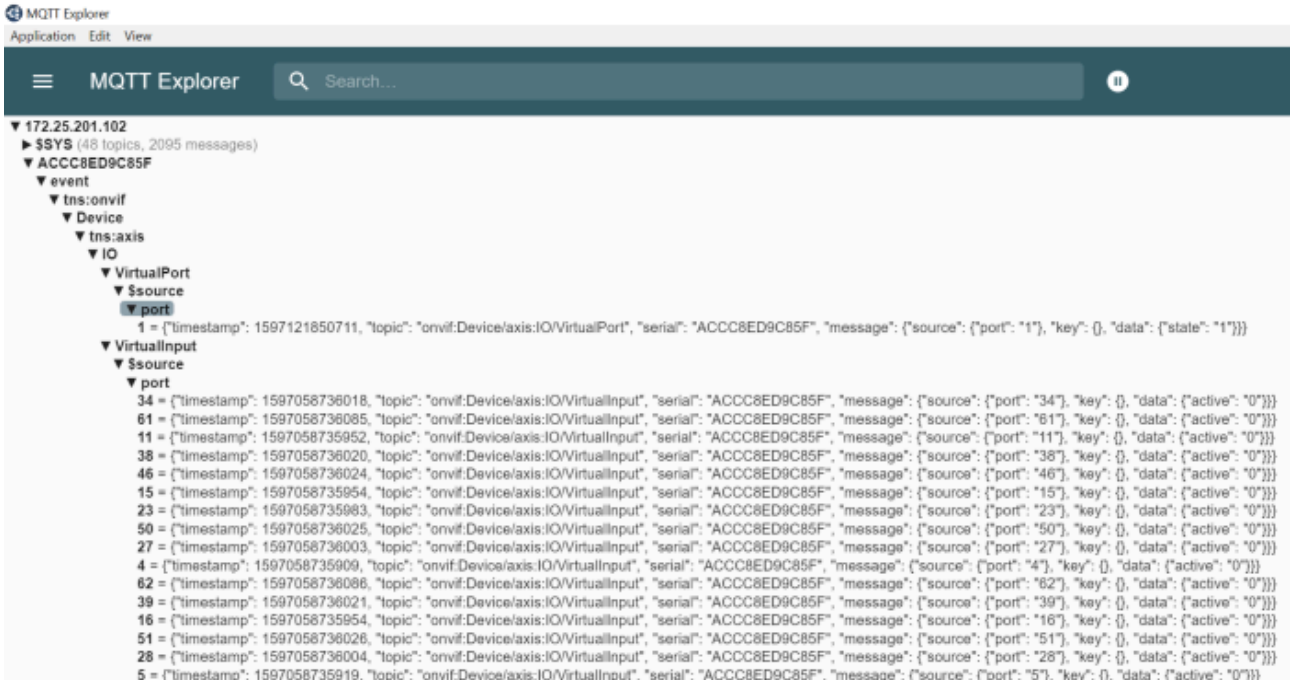 MQTT Explorer
Application Edit View
MQTT Explorer Search...
▼ 172.25.201.102
▶ $SYS (48 topics, 2095 messages)
▼ ACCC8ED9C85F
▼ event
▼ tns:onvif
▼ Device
▼ tns:axis
▼ IO
▼ VirtualPort
▼ $source
▼ port
1 = {"timestamp": 1597121850711, "topic": "onvif:Device/axis:IO/VirtualPort", "serial": "ACCC8ED9C85F", "message": {"source": {"port": "1"}, "key": {}, "data": {"state": "1"}}}
▼ VirtualInput
▼ $source
▼ port
34 = {"timestamp": 1597058736018, "topic": "onvif:Device/axis:IO/VirtualInput", "serial": "ACCC8ED9C85F", "message": {"source": {"port": "34"}, "key": {}, "data": {"active": "0"}}}
61 = {"timestamp": 1597058736085, "topic": "onvif:Device/axis:IO/VirtualInput", "serial": "ACCC8ED9C85F", "message": {"source": {"port": "61"}, "key": {}, "data": {"active": "0"}}}
11 = {"timestamp": 1597058735952, "topic": "onvif:Device/axis:IO/VirtualInput", "serial": "ACCC8ED9C85F", "message": {"source": {"port": "11"}, "key": {}, "data": {"active": "0"}}}
38 = {"timestamp": 1597058736020, "topic": "onvif:Device/axis:IO/VirtualInput", "serial": "ACCC8ED9C85F", "message": {"source": {"port": "38"}, "key": {}, "data": {"active": "0"}}}
46 = {"timestamp": 1597058736024, "topic": "onvif:Device/axis:IO/VirtualInput", "serial": "ACCC8ED9C85F", "message": {"source": {"port": "46"}, "key": {}, "data": {"active": "0"}}}
15 = {"timestamp": 1597058735954, "topic": "onvif:Device/axis:IO/VirtualInput", "serial": "ACCC8ED9C85F", "message": {"source": {"port": "15"}, "key": {}, "data": {"active": "0"}}}
23 = {"timestamp": 1597058735983, "topic": "onvif:Device/axis:IO/VirtualInput", "serial": "ACCC8ED9C85F", "message": {"source": {"port": "23"}, "key": {}, "data": {"active": "0"}}}
50 = {"timestamp": 1597058736025, "topic": "onvif:Device/axis:IO/VirtualInput", "serial": "ACCC8ED9C85F", "message": {"source": {"port": "50"}, "key": {}, "data": {"active": "0"}}}
27 = {"timestamp": 1597058736003, "topic": "onvif:Device/axis:IO/VirtualInput", "serial": "ACCC8ED9C85F", "message": {"source": {"port": "27"}, "key": {}, "data": {"active": "0"}}}
4 = {"timestamp": 1597058735909, "topic": "onvif:Device/axis:IO/VirtualInput", "serial": "ACCC8ED9C85F", "message": {"source": {"port": "4"}, "key": {}, "data": {"active": "0"}}}
62 = {"timestamp": 1597058736086, "topic": "onvif:Device/axis:IO/VirtualInput", "serial": "ACCC8ED9C85F", "message": {"source": {"port": "62"}, "key": {}, "data": {"active": "0"}}}
39 = {"timestamp": 1597058736021, "topic": "onvif:Device/axis:IO/VirtualInput", "serial": "ACCC8ED9C85F", "message": {"source": {"port": "39"}, "key": {}, "data": {"active": "0"}}}
16 = {"timestamp": 1597058735954, "topic": "onvif:Device/axis:IO/VirtualInput", "serial": "ACCC8ED9C85F", "message": {"source": {"port": "16"}, "key": {}, "data": {"active": "0"}}}
51 = {"timestamp": 1597058736026, "topic": "onvif:Device/axis:IO/VirtualInput", "serial": "ACCC8ED9C85F", "message": {"source": {"port": "51"}, "key": {}, "data": {"active": "0"}}}
28 = {"timestamp": 1597058736004, "topic": "onvif:Device/axis:IO/VirtualInput", "serial": "ACCC8ED9C85F", "message": {"source": {"port": "28"}, "key": {}, "data": {"active": "0"}}}
5 = {"timestamp": 1597058735919, "topic": "onvif:Device/axis:IO/VirtualInput", "serial": "ACCC8ED9C85F", "message": {"source": {"port": "5"}, "key": {}, "data": {"active": "0"}}}